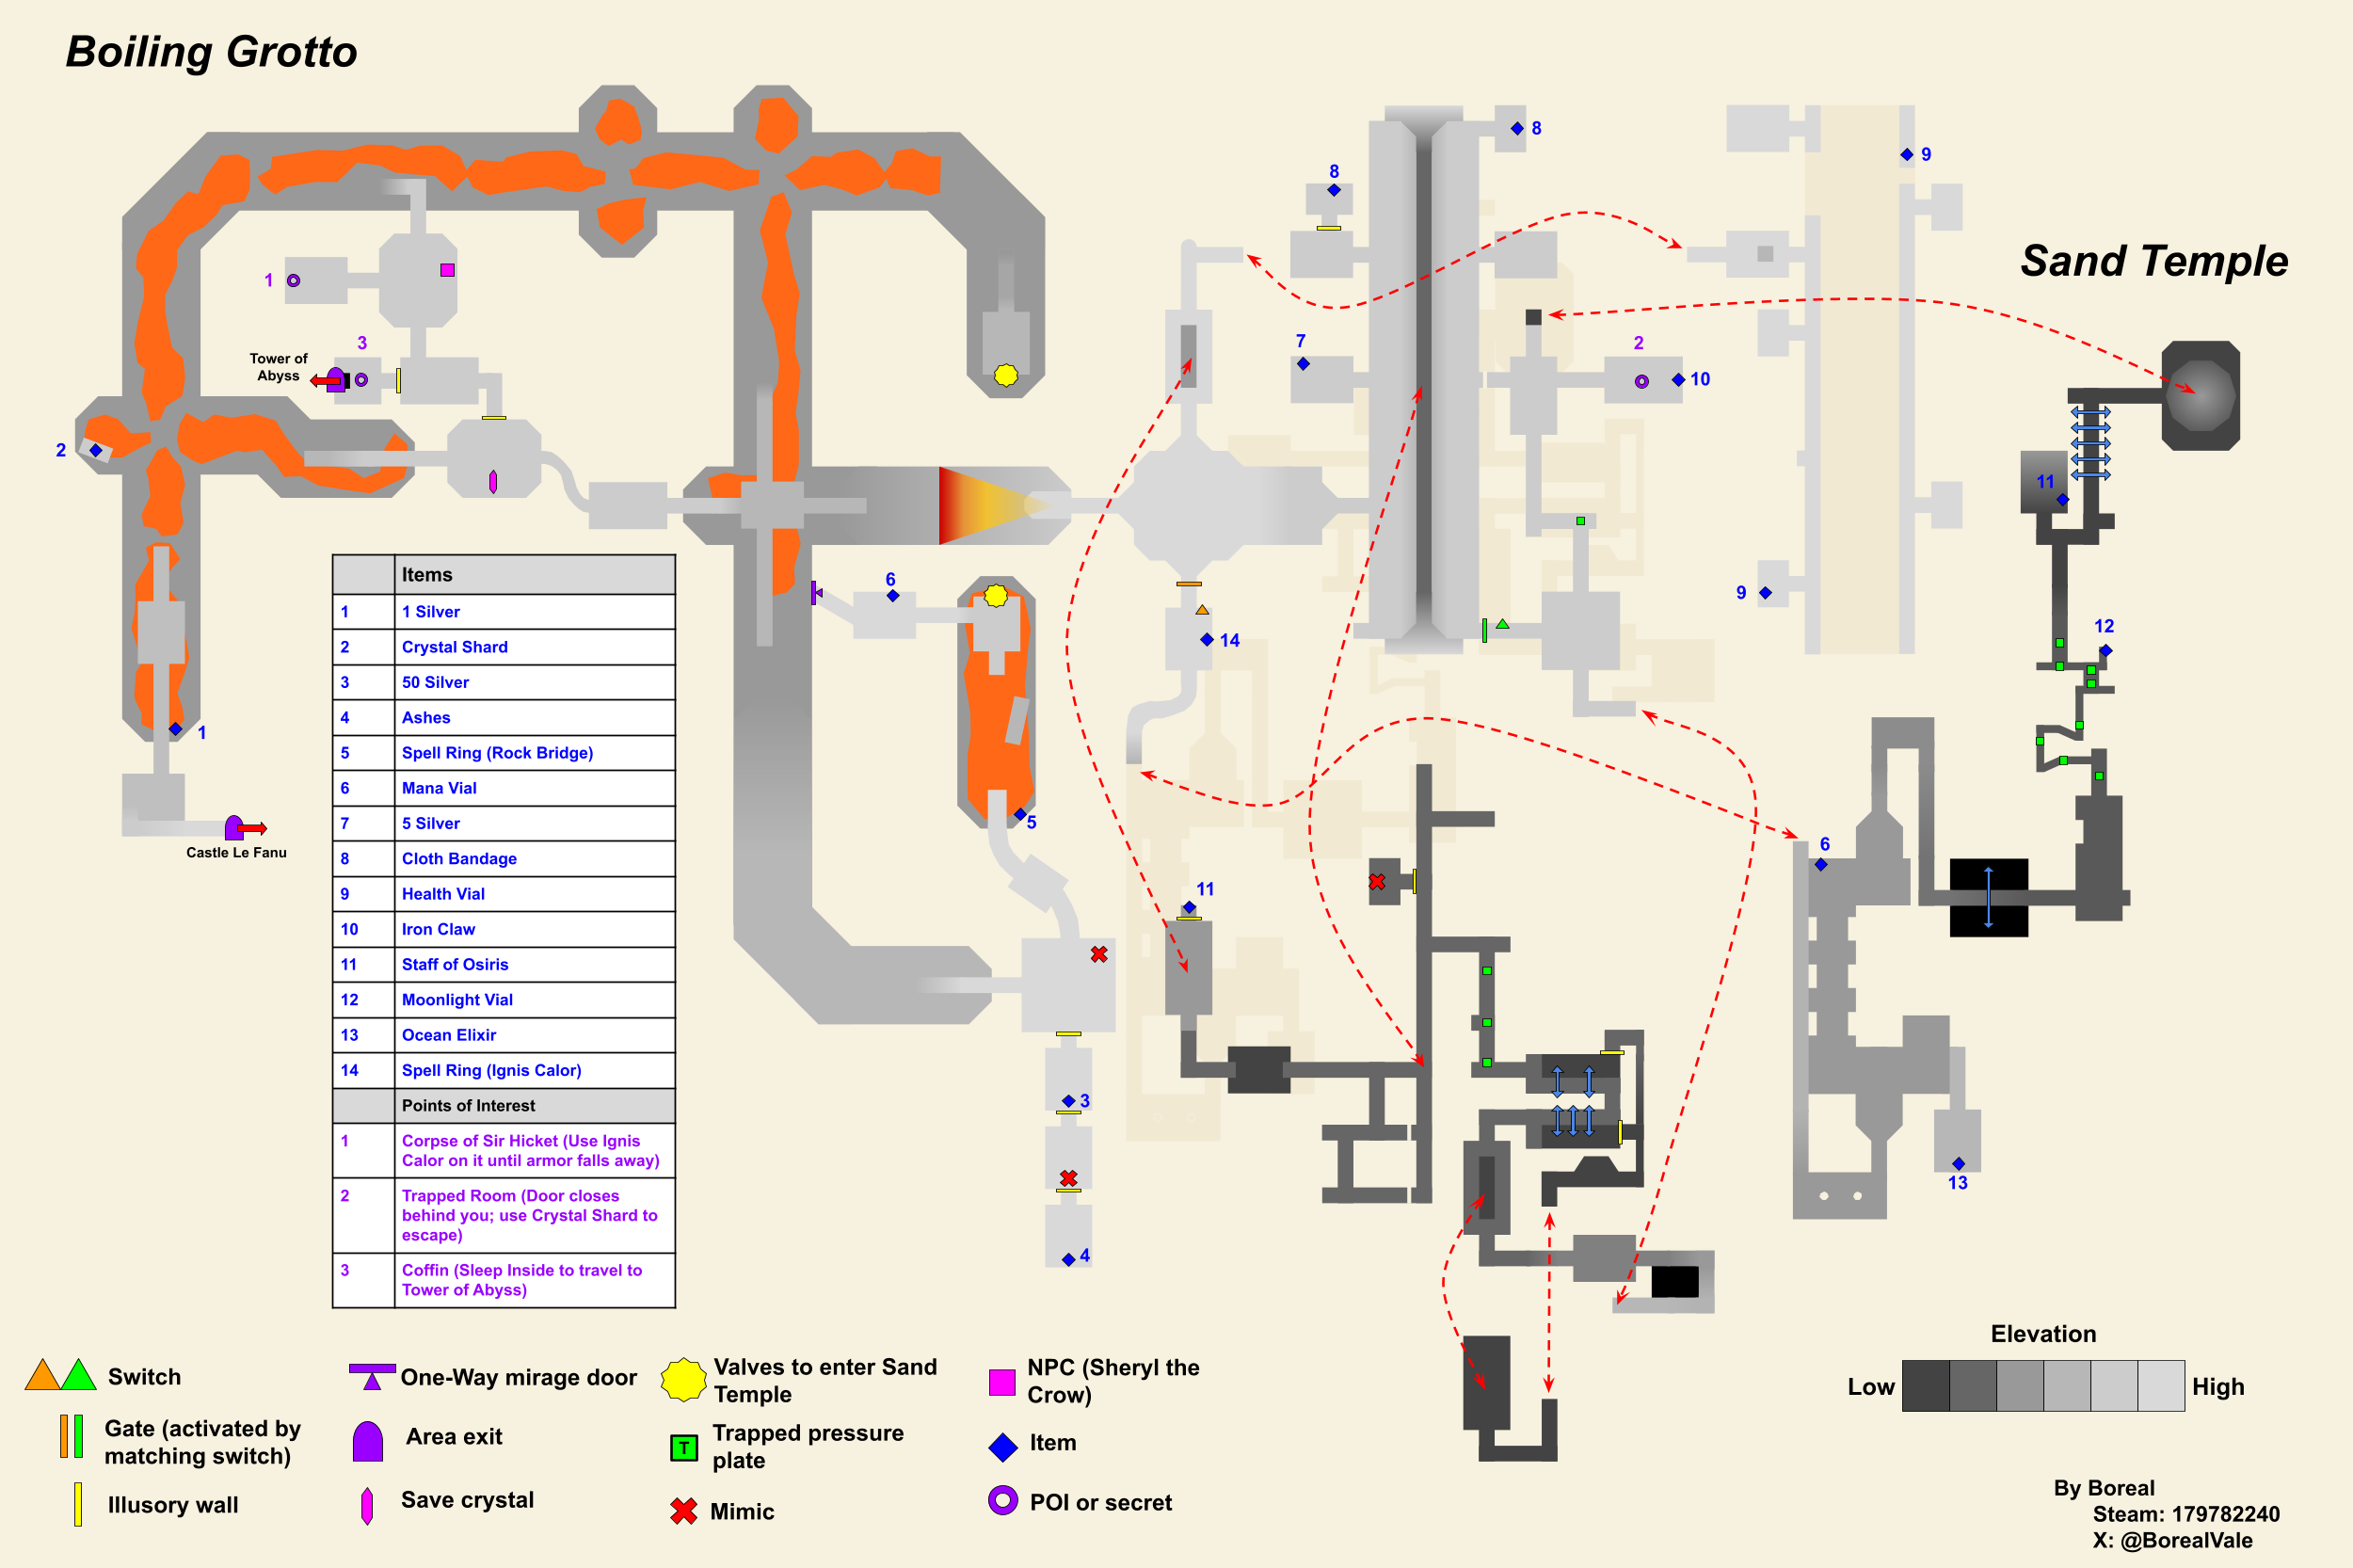 Boiling Grotto
Sand Temple
8
8
9
1
3
Tower of
Abyss
7
2
10
2
11
6
9
12
14
1
5
6
Castle Le Fanu
11
3
13
4
Items
1 1 Silver
2 Crystal Shard
3 50 Silver
4 Ashes
5 Spell Ring (Rock Bridge)
6 Mana Vial
7 5 Silver
8 Cloth Bandage
9 Health Vial
10 Iron Claw
11 Staff of Osiris
12 Moonlight Vial
13 Ocean Elixir
14 Spell Ring (Ignis Calor)
Points of Interest
1 Corpse of Sir Hicket (Use Ignis
Calor on it until armor falls away)
2 Trapped Room (Door closes
behind you; use Crystal Shard to
escape)
3 Coffin (Sleep Inside to travel to
Tower of Abyss)
Switch
Gate (activated by
matching switch)
Illusory wall
One-Way mirage door
Area exit
Save crystal
Valves to enter Sand
Temple
T
Trapped pressure
plate
Mimic
NPC (Sheryl the
Crow)
Item
POI or secret
Elevation
Low
High
By Boreal
Steam: 179782240
X: @BorealVale